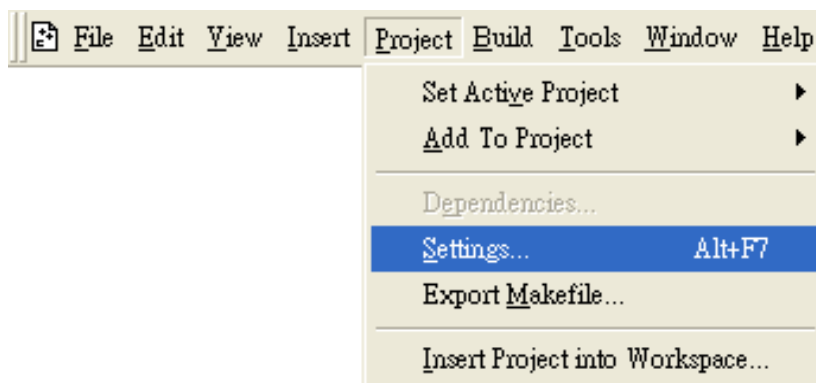 File Edit View Insert Project Build Tools Window Help
Set Active Project
Add To Project
Dependencies...
Settings... Alt+F7
Export Makefile...
Insert Project into Workspace...